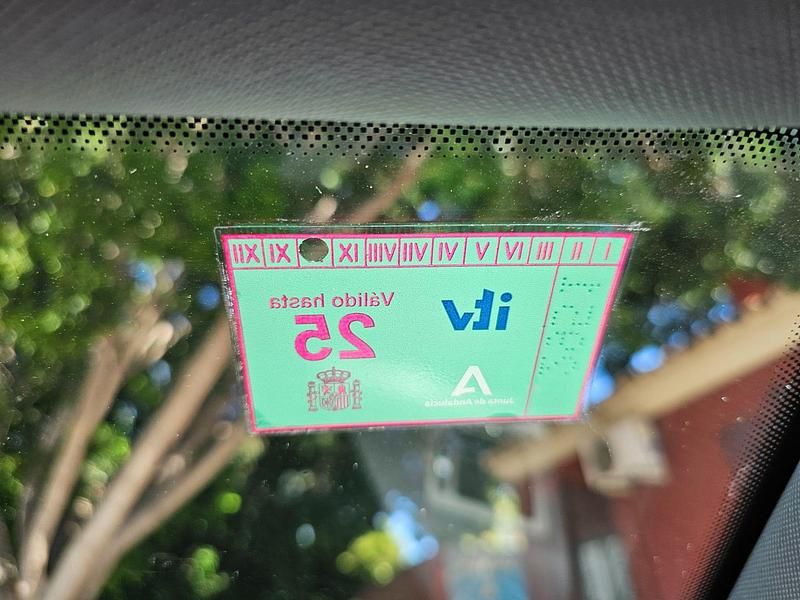 I II III IV V VI VII VIII IX XI XII
itv
Válido hasta
25
Junta de Andalucía